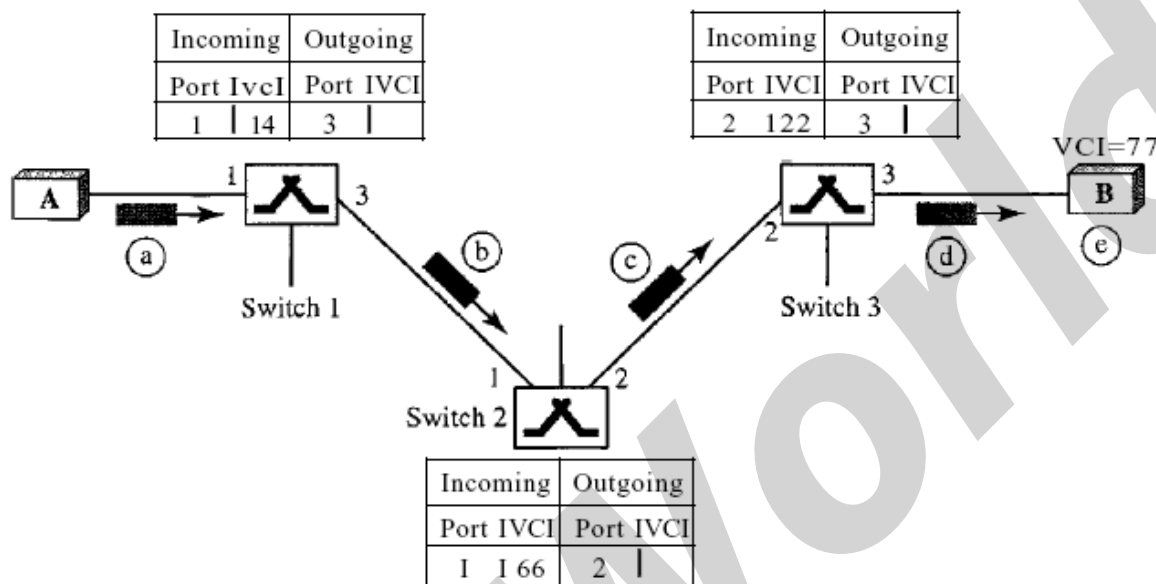 Incoming Outgoing
Port IvcI Port IVCI
1 | 14 3 |
Incoming Outgoing
Port IVCI Port IVCI
2 122 3 |
VCI=77
A
1
3
a
b
Switch 1
c
2
3
Switch 3
d
B
e
1
2
Switch 2
Incoming Outgoing
Port IVCI Port IVCI
I I 66 2 |
World